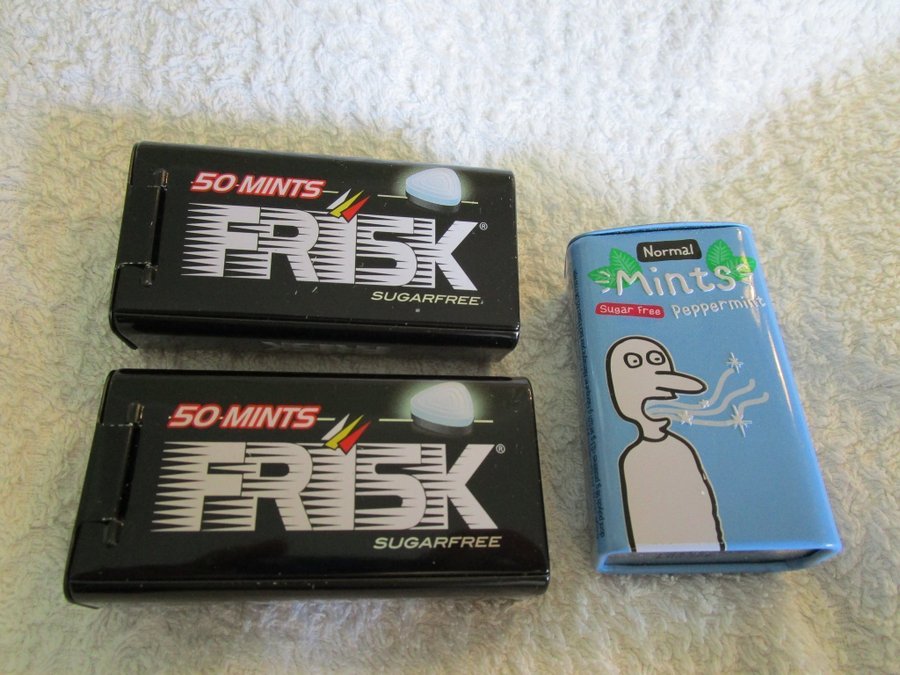 50-MINTS
FRISK®
SUGARFREE
50-MINTS
FRISK®
SUGARFREE
Normal
Mints
Sugar Free Peppermint